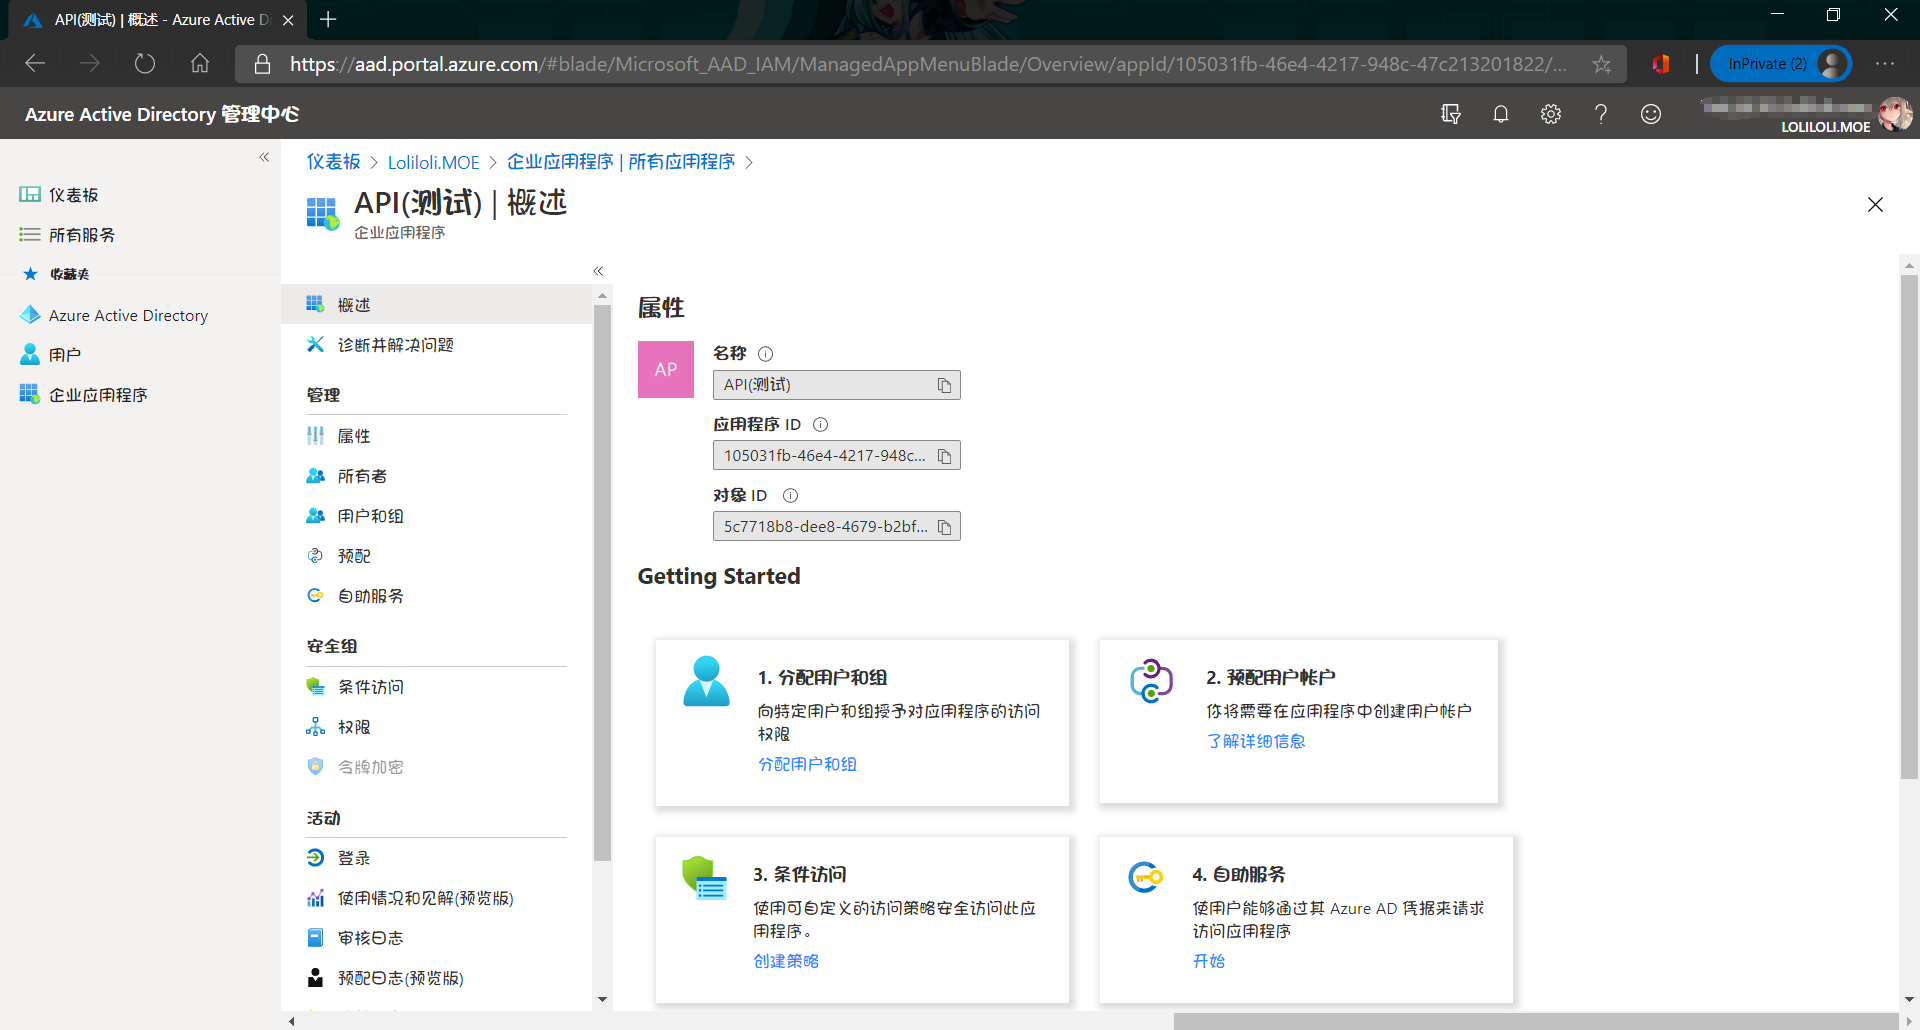 API(测试) | 概述 - Azure Active D
https://aad.portal.azure.com/#blade/Microsoft_AAD_IAM/ManagedAppMenuBlade/Overview/appId/105031fb-46e4-4217-948c-47c213201822/...
InPrivate (2)
Azure Active Directory 管理中心
LOLILOLI.MOE
仪表板
所有服务
收藏夹
Azure Active Directory
用户
企业应用程序
仪表板 > Loliloli.MOE > 企业应用程序 | 所有应用程序 >
API(测试) | 概述
企业应用程序
概述
诊断并解决问题
管理
属性
所有者
用户和组
预配
自助服务
安全组
条件访问
权限
令牌加密
活动
登录
使用情况和见解(预览版)
审核日志
预配日志(预览版)
属性
AP
名称
API(测试)
应用程序 ID
105031fb-46e4-4217-948c...
对象 ID
5c7718b8-dee8-4679-b2bf...
Getting Started
1. 分配用户和组
向特定用户和组授予对应用程序的访问
权限
分配用户和组
2. 预配用户帐户
你将需要在应用程序中创建用户帐户
了解详细信息
3. 条件访问
使用可自定义的访问策略安全访问此应
用程序。
创建策略
4. 自助服务
使用户能够通过其 Azure AD 凭据来请求
访问应用程序
开始